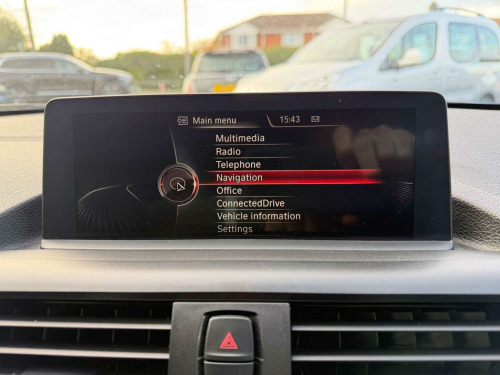 Main menu 15:43
Multimedia
Radio
Telephone
Navigation
Office
ConnectedDrive
Vehicle information
Settings